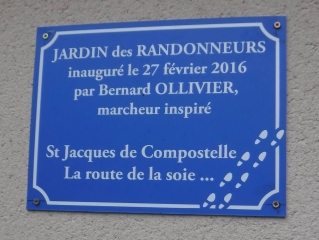 JARDIN des RANDONNEURS
inauguré le 27 février 2016
par Bernard OLLIVIER,
marcheur inspiré
St Jacques de Compostelle
La route de la soie ...